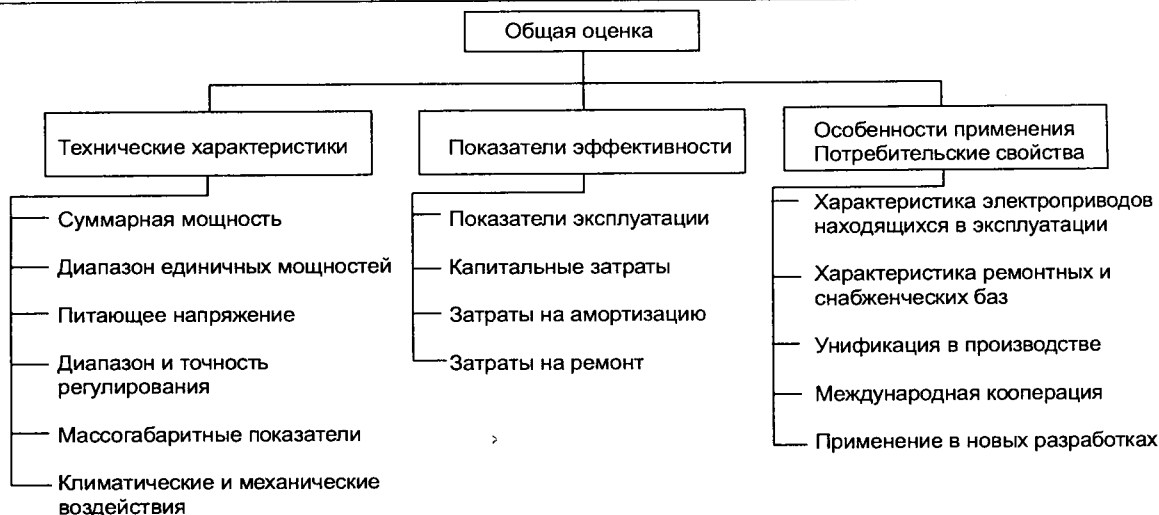 Общая оценка
Технические характеристики
Суммарная мощность
Диапазон единичных мощностей
Питающее напряжение
Диапазон и точность
регулирования
Массогабаритные показатели
Климатические и механические
воздействия
Показатели эффективности
Показатели эксплуатации
Капитальные затраты
Затраты на амортизацию
Затраты на ремонт
Особенности применения
Потребительские свойства
Характеристика электроприводов
находящихся в эксплуатации
Характеристика ремонтных и
снабженческих баз
Унификация в производстве
Международная кооперация
Применение в новых разработках